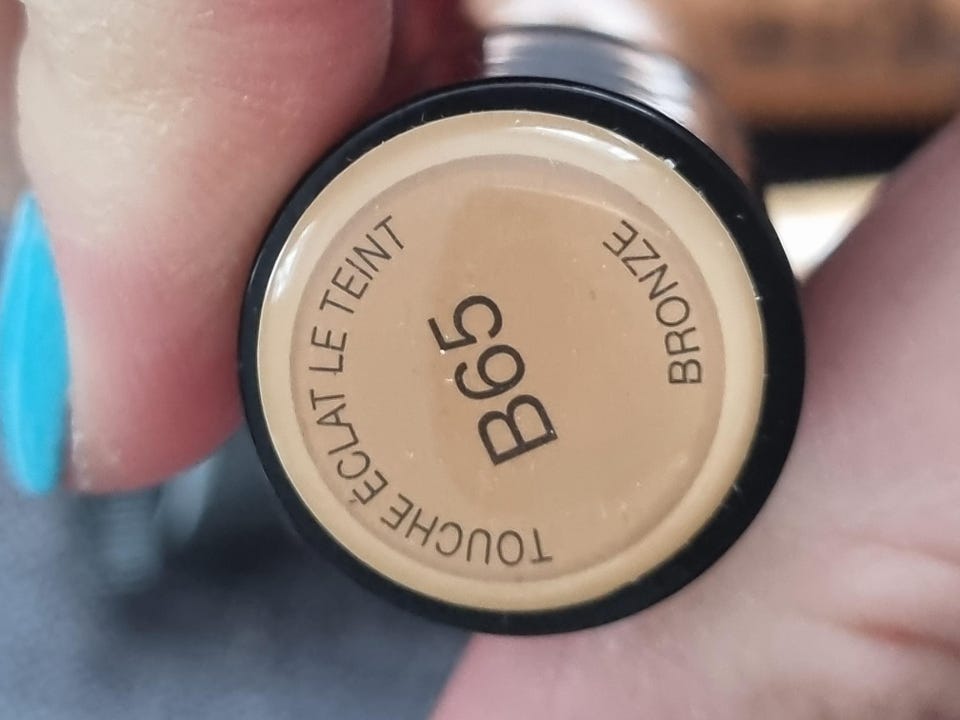 TOUCHE ÉCLAT LE TEINT
B65
BRONZE